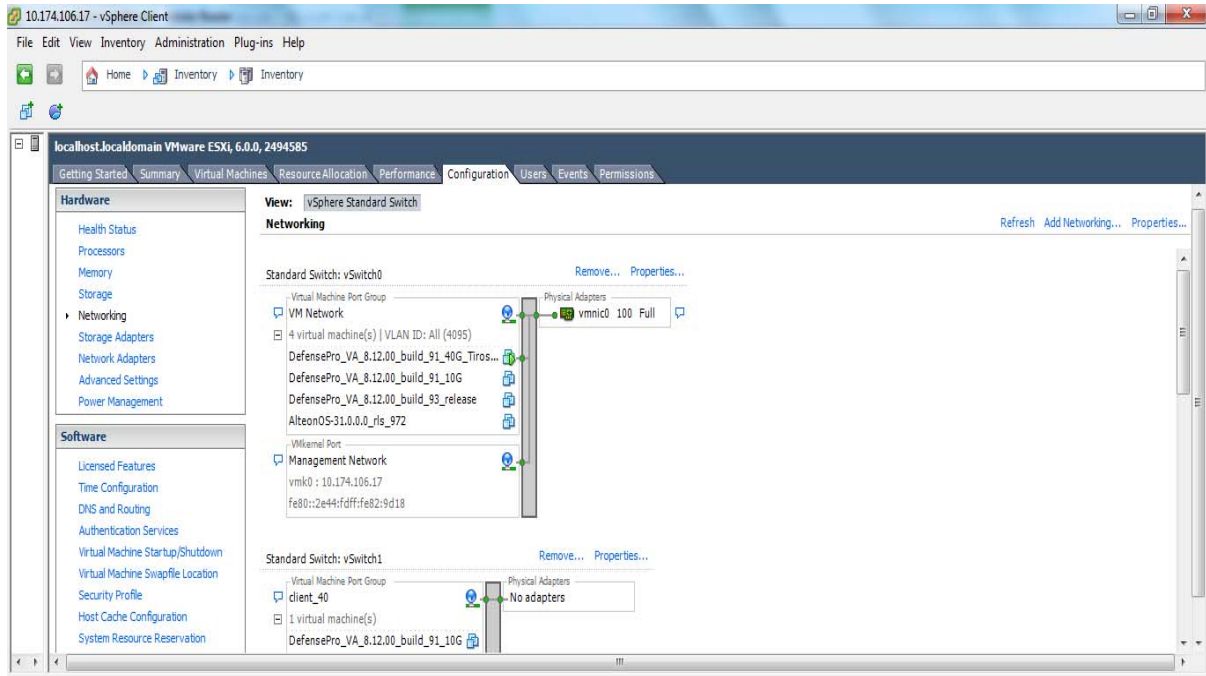 10.174.106.17 - vSphere Client
File Edit View Inventory Administration Plug-ins Help
Home Inventory Inventory
localhost.localdomain VMware ESXi, 6.0.0, 2494585
Getting Started Summary Virtual Machines Resource Allocation Performance Configuration Users Events Permissions
Hardware
Health Status
Processors
Memory
Storage
Networking
Storage Adapters
Network Adapters
Advanced Settings
Power Management
Software
Licensed Features
Time Configuration
DNS and Routing
Authentication Services
Virtual Machine Startup/Shutdown
Virtual Machine Swapfile Location
Security Profile
Host Cache Configuration
System Resource Reservation
View: vSphere Standard Switch
Networking
Refresh Add Networking... Properties...
Standard Switch: vSwitch0 Remove... Properties...
Virtual Machine Port Group Physical Adapters
VM Network vmnic0 100 Full
4 virtual machine(s) | VLAN ID: All (4095)
DefensePro_VA_8.12.00_build_91_40G_Tiros...
DefensePro_VA_8.12.00_build_91_10G
DefensePro_VA_8.12.00_build_93_release
AlteonOS-31.0.0.0_rls_972
VMkernel Port
Management Network
vmk0 : 10.174.106.17
fe80::2e44:fdff:fe82:9d18
Standard Switch: vSwitch1 Remove... Properties...
Virtual Machine Port Group Physical Adapters
client_40 No adapters
1 virtual machine(s)
DefensePro_VA_8.12.00_build_91_10G